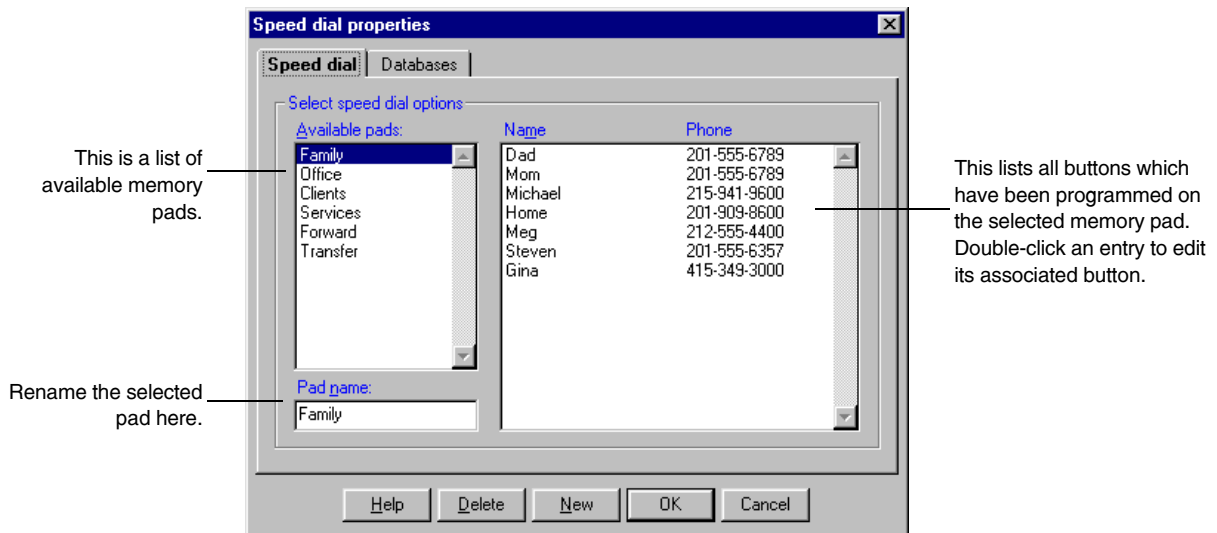 Speed dial properties
Speed dial
Databases
Select speed dial options
Available pads:
Family
Office
Clients
Services
Forward
Transfer
Pad name:
Family
Name Phone
Dad 201-555-6789
Mom 201-555-6789
Michael 215-941-9600
Home 201-909-8600
Meg 212-555-4400
Steven 201-555-6357
Gina 415-349-3000
Help
Delete
New
OK
Cancel
This is a list of
available memory
pads.
Rename the selected
pad here.
This lists all buttons which
have been programmed on
the selected memory pad.
Double-click an entry to edit
its associated button.